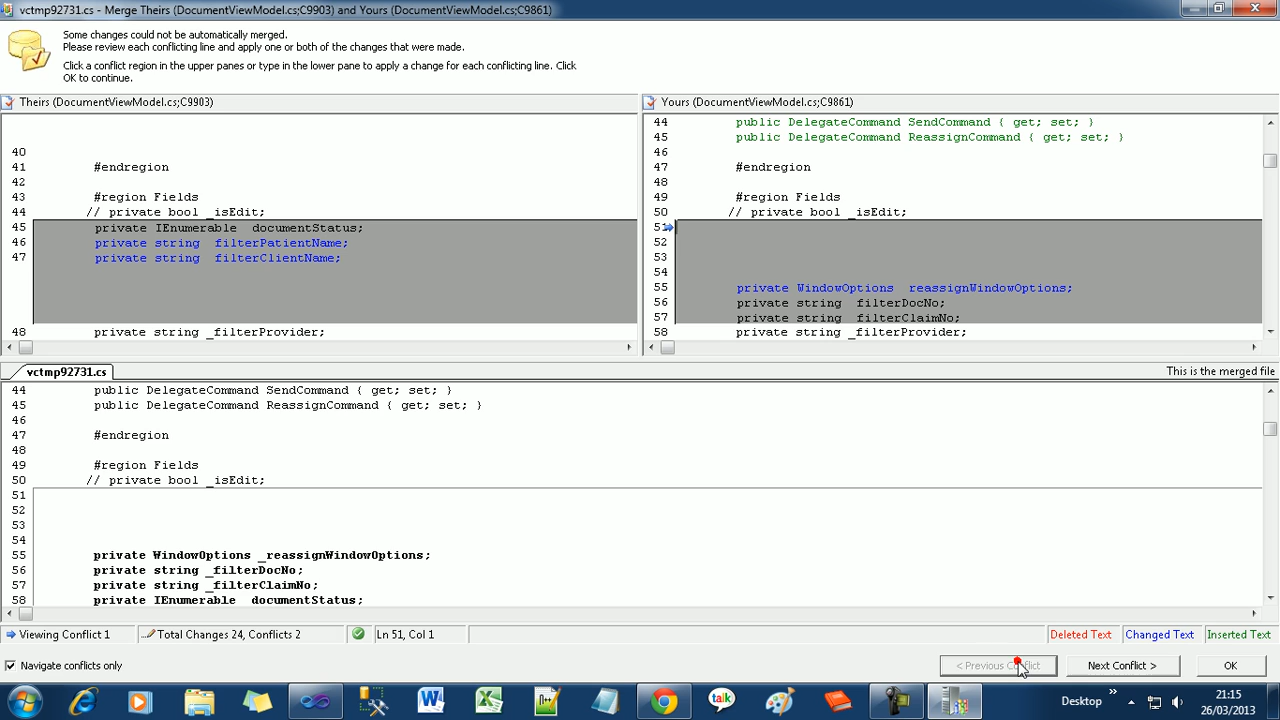 vctmp92731.cs - Merge Theirs (DocumentViewModel.cs;C9903) and Yours (DocumentViewModel.cs;C9861)
Some changes could not be automatically merged.
Please review each conflicting line and apply one or both of the changes that were made.
Click a conflict region in the upper panes or type in the lower pane to apply a change for each conflicting line. Click
OK to continue.
Theirs (DocumentViewModel.cs;C9903)
40
41 #endregion
42
43 #region Fields
44 // private bool _isEdit;
45 private IEnumerable documentStatus;
46 private string filterPatientName;
47 private string filterClientName;
48 private string _filterProvider;
Yours (DocumentViewModel.cs;C9861)
44 public DelegateCommand SendCommand { get; set; }
45 public DelegateCommand ReassignCommand { get; set; }
46
47 #endregion
48
49 #region Fields
50 // private bool _isEdit;
51
52
53
54
55 private WindowOptions reassignWindowOptions;
56 private string filterDocNo;
57 private string filterClaimNo;
58 private string _filterProvider;
vctmp92731.cs
This is the merged file
44 public DelegateCommand SendCommand { get; set; }
45 public DelegateCommand ReassignCommand { get; set; }
46
47 #endregion
48
49 #region Fields
50 // private bool _isEdit;
51
52
53
54
55 private WindowOptions _reassignWindowOptions;
56 private string _filterDocNo;
57 private string _filterClaimNo;
58 private IEnumerable documentStatus;
Viewing Conflict 1
Total Changes 24, Conflicts 2
Ln 51, Col 1
Deleted Text
Changed Text
Inserted Text
Navigate conflicts only
< Previous Conflict
Next Conflict >
OK
talk
Desktop
21:15
26/03/2013